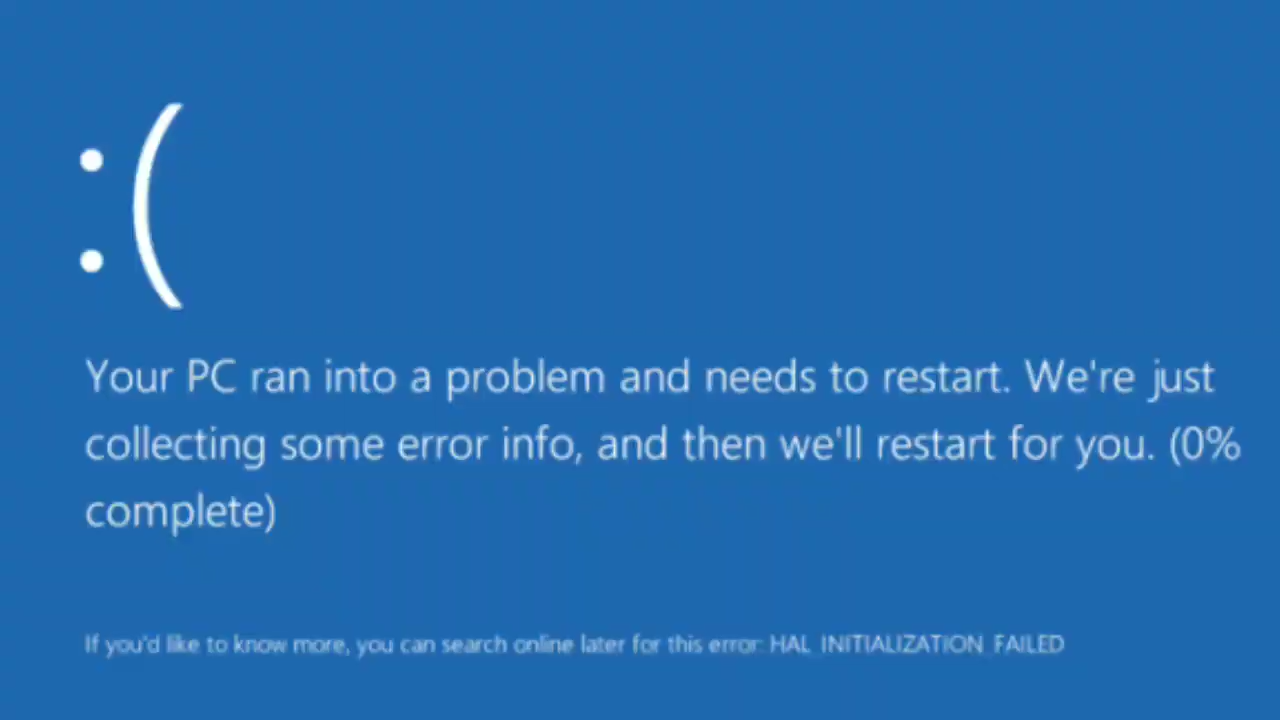 :(
Your PC ran into a problem and needs to restart. We're just
collecting some error info, and then we'll restart for you. (0%
complete)
If you'd like to know more, you can search online later for this error: HAL_INITIALIZATION_FAILED